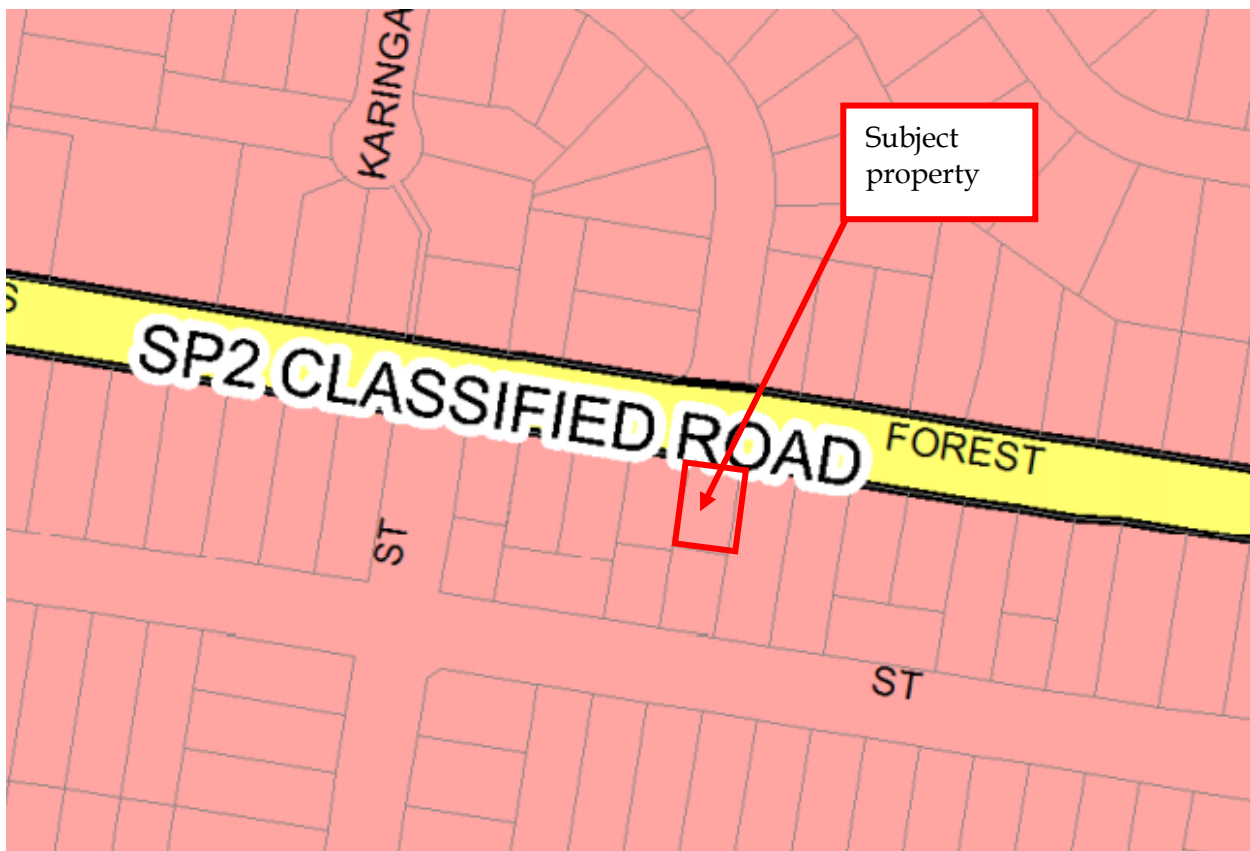 KARINGA
Subject
property
S
SP2 CLASSIFIED ROAD
FOREST
ST
ST